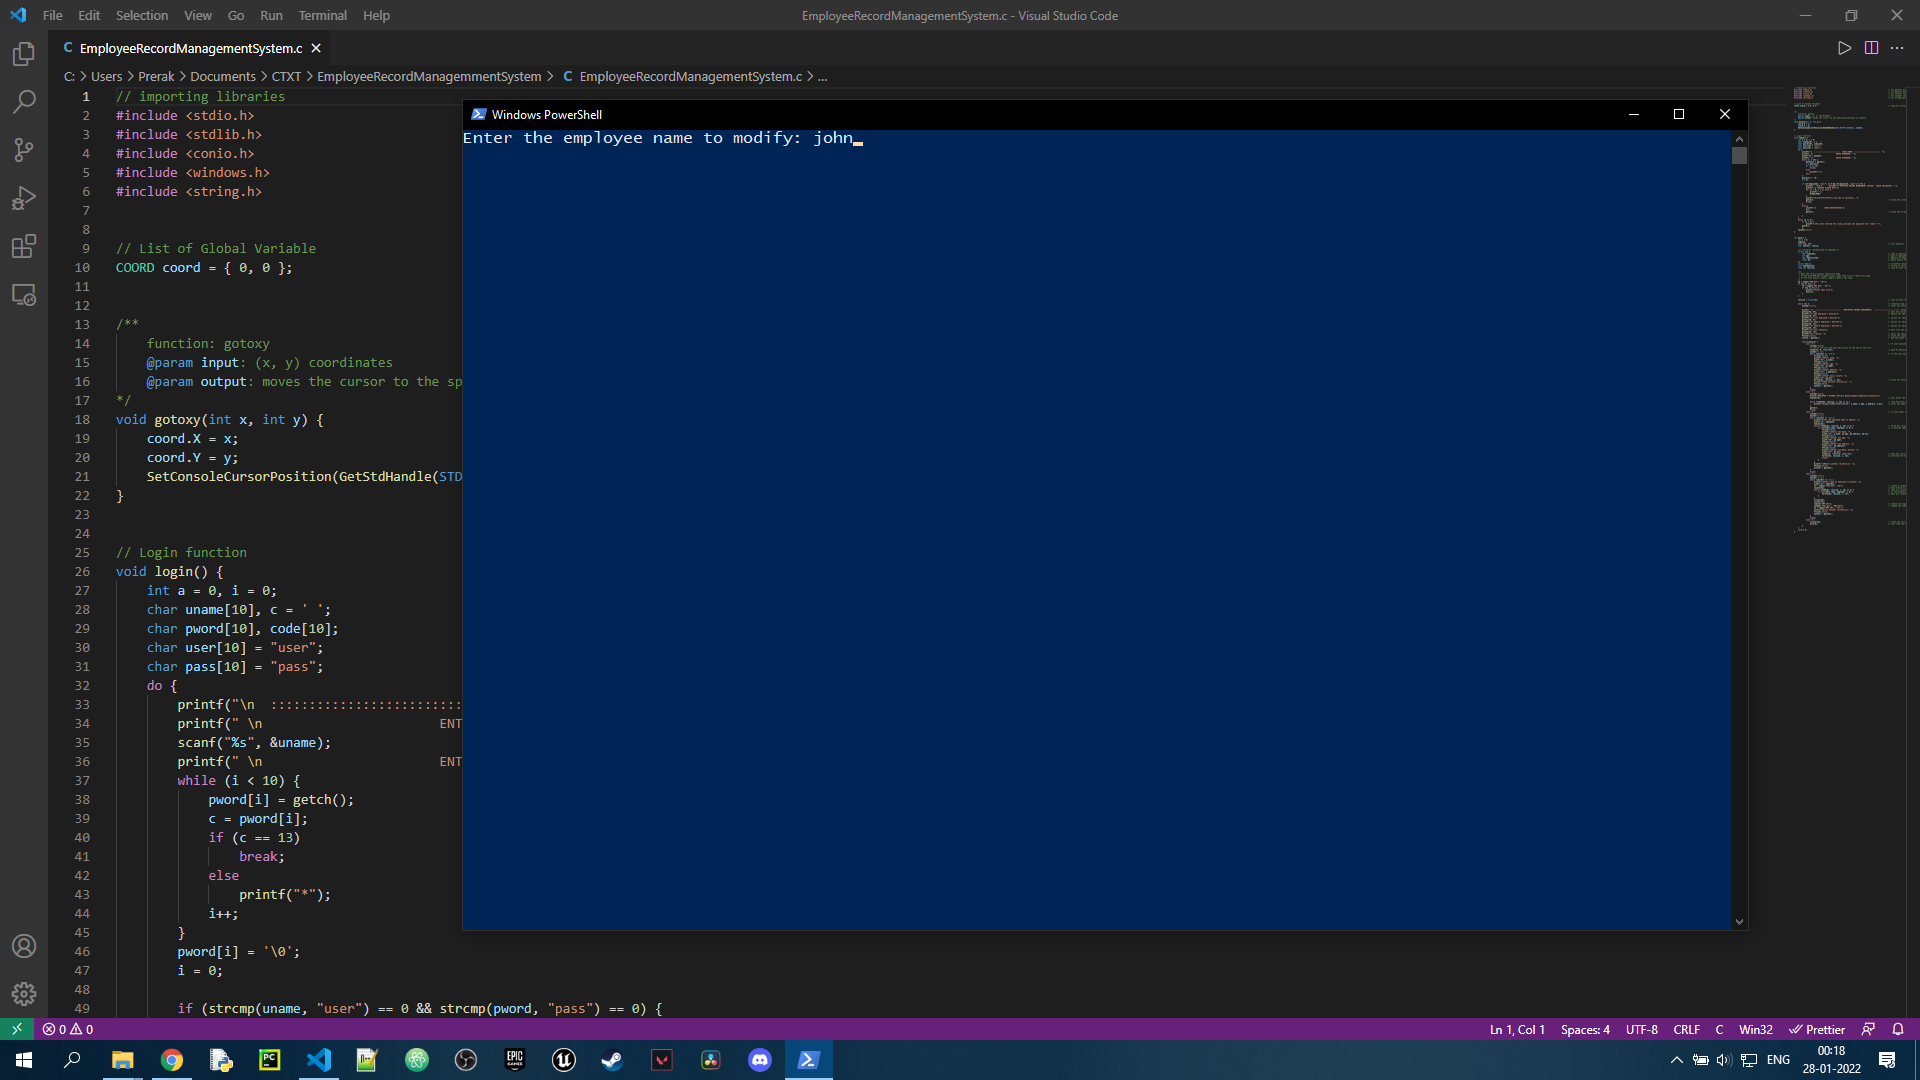 File Edit Selection View Go Run Terminal Help
EmployeeRecordManagementSystem.c - Visual Studio Code
C EmployeeRecordManagementSystem.c
C: > Users > Prerak > Documents > CTXT > EmployeeRecordManagemmentSystem > C EmployeeRecordManagementSystem.c > ...
1 // importing libraries
2 #include <stdio.h>
3 #include <stdlib.h>
4 #include <conio.h>
5 #include <windows.h>
6 #include <string.h>
7
8
9 // List of Global Variable
10 COORD coord = { 0, 0 };
11
12
13 /**
14 function: gotoxy
15 @param input: (x, y) coordinates
16 @param output: moves the cursor to the sp
17 */
18 void gotoxy(int x, int y) {
19 coord.X = x;
20 coord.Y = y;
21 SetConsoleCursorPosition(GetStdHandle(STD
22 }
23
24
25 // Login function
26 void login() {
27 int a = 0, i = 0;
28 char uname[10], c = ' ';
29 char pword[10], code[10];
30 char user[10] = "user";
31 char pass[10] = "pass";
32 do {
33 printf("\n :::::::::::::::::::::::::
34 printf(" \n ENT
35 scanf("%s", &uname);
36 printf(" \n ENT
37 while (i < 10) {
38 pword[i] = getch();
39 c = pword[i];
40 if (c == 13)
41 break;
42 else
43 printf("*");
44 i++;
45 }
46 pword[i] = '\0';
47 i = 0;
48
49 if (strcmp(uname, "user") == 0 && strcmp(pword, "pass") == 0) {
Windows PowerShell
Enter the employee name to modify: john
0 0
Ln 1, Col 1 Spaces: 4 UTF-8 CRLF C Win32 Prettier
PC
EPIC GAMES
ENG
00:18
28-01-2022